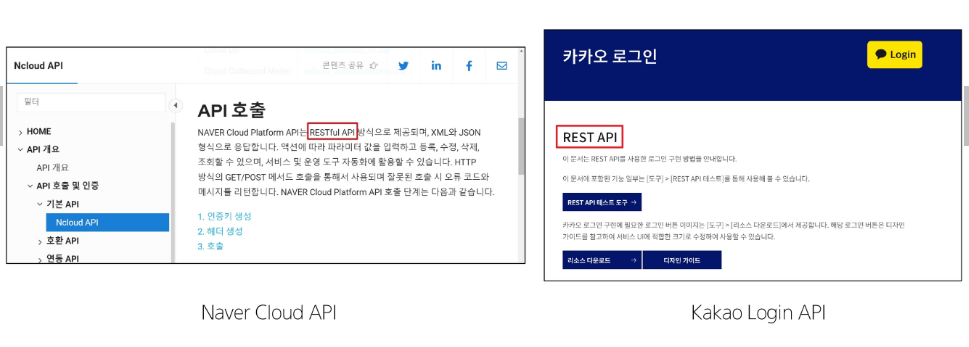 Ncloud API
콘텐츠 공유
필터
HOME
API 개요
API 개요
API 호출 및 인증
기본 API
Ncloud API
호환 API
연동 API
API 호출
NAVER Cloud Platform API는 RESTful API 방식으로 제공되며, XML와 JSON
형식으로 응답합니다. 액션에 따라 파라미터 값을 입력하고 등록, 수정, 삭제,
조회할 수 있으며, 서비스 및 운영 도구 자동화에 활용할 수 있습니다. HTTP
방식의 GET/POST 메서드 호출을 통해서 사용되며 잘못된 호출 시 오류 코드와
메시지를 리턴합니다. NAVER Cloud Platform API 호출 단계는 다음과 같습니다.
1. 인증키 생성
2. 헤더 생성
3. 호출
Naver Cloud API
카카오 로그인
Login
REST API
이 문서는 REST API를 사용한 로그인 구현 방법을 안내합니다.
이 문서에 포함된 기능 일부는 [도구] > [REST API 테스트]를 통해 사용해 볼 수 있습니다.
REST API 테스트 도구 →
카카오 로그인 구현에 필요한 로그인 버튼 이미지는 [도구] > [리소스 다운로드]에서 제공합니다. 해당 로그인 버튼은 디자인
가이드를 참고하여 서비스 UI에 적합한 크기로 수정하여 사용할 수 있습니다.
리소스 다운로드 →
디자인 가이드
Kakao Login API